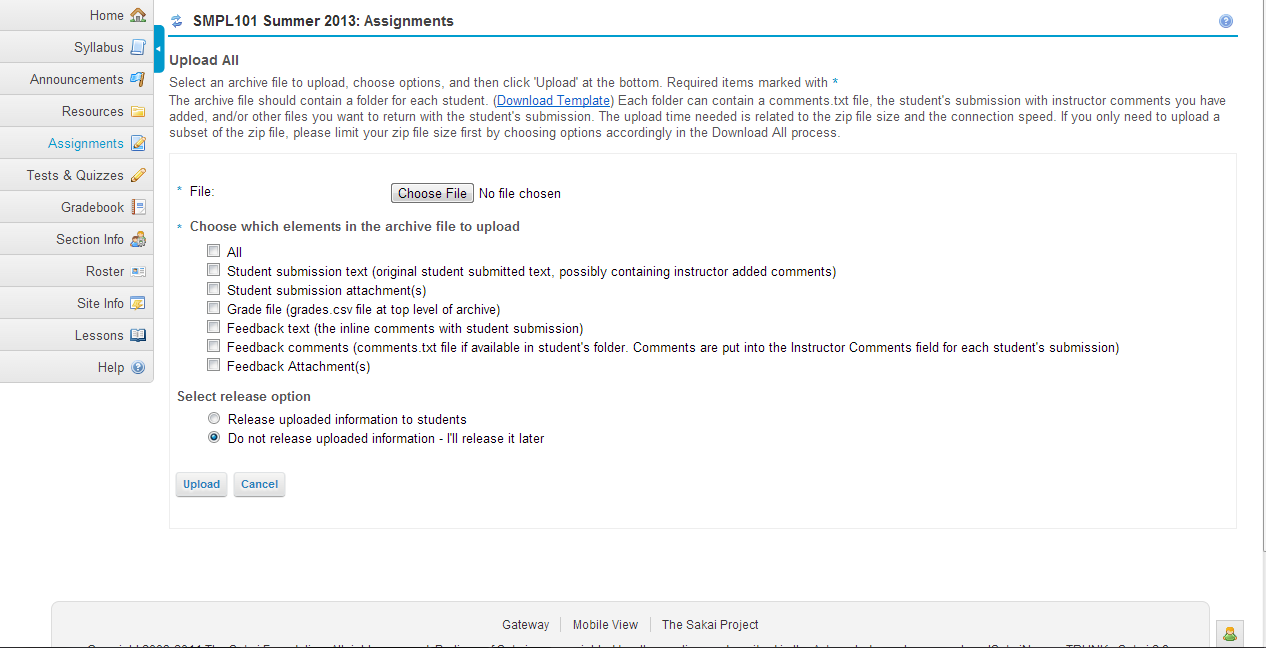 Home
Syllabus
Announcements
Resources
Assignments
Tests & Quizzes
Gradebook
Section Info
Roster
Site Info
Lessons
Help
SMPL101 Summer 2013: Assignments
Upload All
Select an archive file to upload, choose options, and then click 'Upload' at the bottom. Required items marked with *
The archive file should contain a folder for each student. (Download Template) Each folder can contain a comments.txt file, the student's submission with instructor comments you have
added, and/or other files you want to return with the student's submission. The upload time needed is related to the zip file size and the connection speed. If you only need to upload a
subset of the zip file, please limit your zip file size first by choosing options accordingly in the Download All process.
* File: Choose File No file chosen
* Choose which elements in the archive file to upload
All
Student submission text (original student submitted text, possibly containing instructor added comments)
Student submission attachment(s)
Grade file (grades.csv file at top level of archive)
Feedback text (the inline comments with student submission)
Feedback comments (comments.txt file if available in student's folder. Comments are put into the Instructor Comments field for each student's submission)
Feedback Attachment(s)
Select release option
Release uploaded information to students
Do not release uploaded information - I'll release it later
Upload Cancel
Gateway Mobile View The Sakai Project